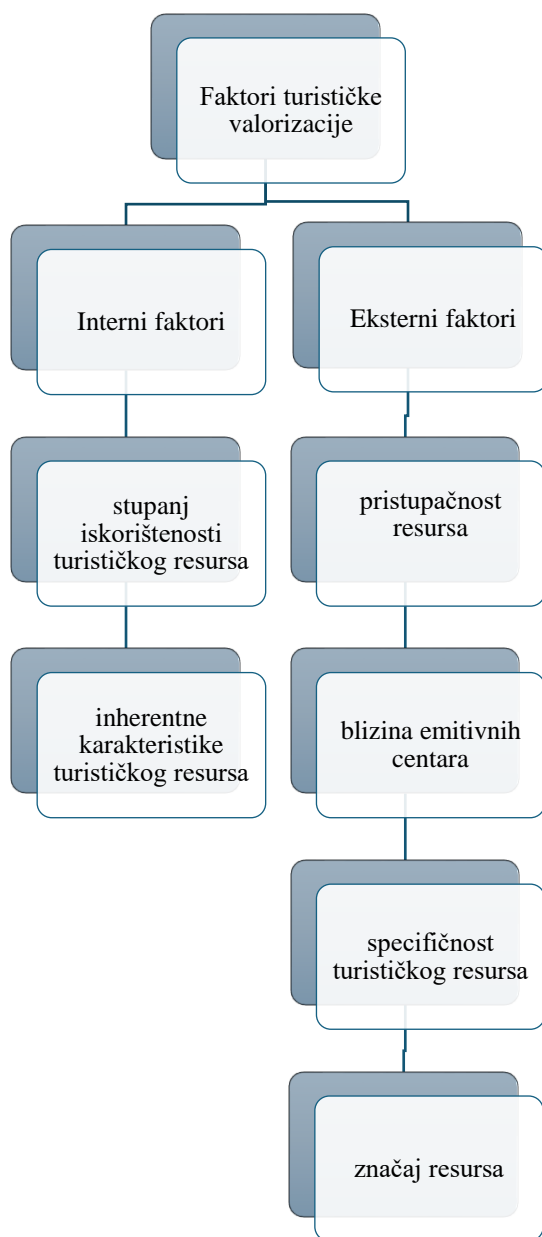 Faktori turističke
valorizacije
Interni faktori
Eksterni faktori
stupanj
iskorištenosti
turističkog resursa
pristupačnost
resursa
inherentne
karakteristike
turističkog resursa
blizina emitivnih
centara
specifičnost
turističkog resursa
značaj resursa